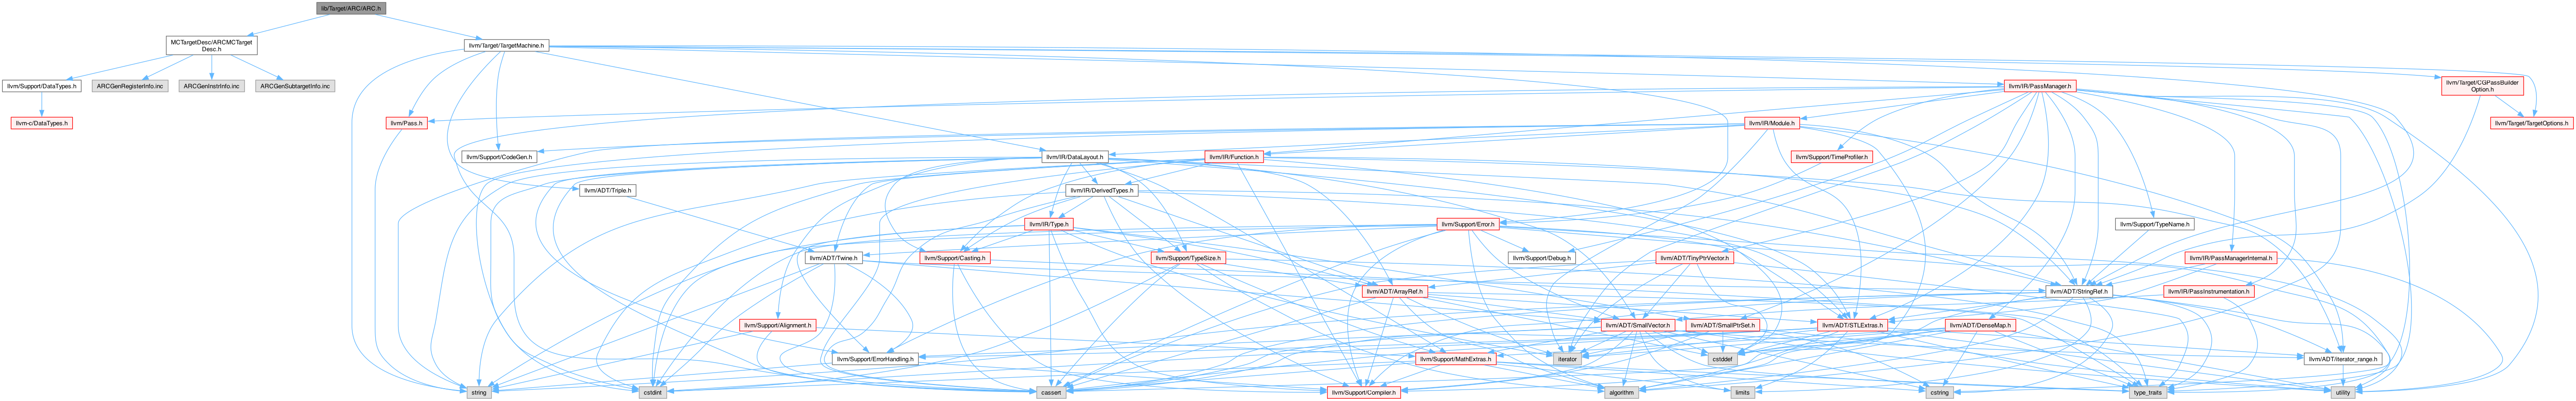 lib/Target/ARC/ARC.h
MCTargetDesc/ARCMCTarget
Desc.h
llvm/Target/TargetMachine.h
llvm/Support/DataTypes.h
ARCGenRegisterInfo.inc
ARCGenInstrInfo.inc
ARCGenSubtargetInfo.inc
llvm/IR/PassManager.h
llvm/Target/CGPassBuilder
Option.h
llvm-c/DataTypes.h
llvm/Pass.h
llvm/IR/Module.h
llvm/Target/TargetOptions.h
llvm/Support/CodeGen.h
llvm/IR/DataLayout.h
llvm/IR/Function.h
llvm/Support/TimeProfiler.h
llvm/ADT/Triple.h
llvm/IR/DerivedTypes.h
llvm/IR/Type.h
llvm/Support/Error.h
llvm/Support/TypeName.h
llvm/ADT/Twine.h
llvm/Support/Casting.h
llvm/Support/TypeSize.h
llvm/Support/Debug.h
llvm/ADT/TinyPtrVector.h
llvm/IR/PassManagerInternal.h
llvm/ADT/ArrayRef.h
llvm/ADT/StringRef.h
llvm/IR/PassInstrumentation.h
llvm/Support/Alignment.h
llvm/ADT/SmallVector.h
llvm/ADT/SmallPtrSet.h
llvm/ADT/STLExtras.h
llvm/ADT/DenseMap.h
llvm/Support/ErrorHandling.h
iterator
llvm/Support/MathExtras.h
cstddef
llvm/ADT/iterator_range.h
string
cstdint
cassert
llvm/Support/Compiler.h
algorithm
limits
cstring
type_traits
utility